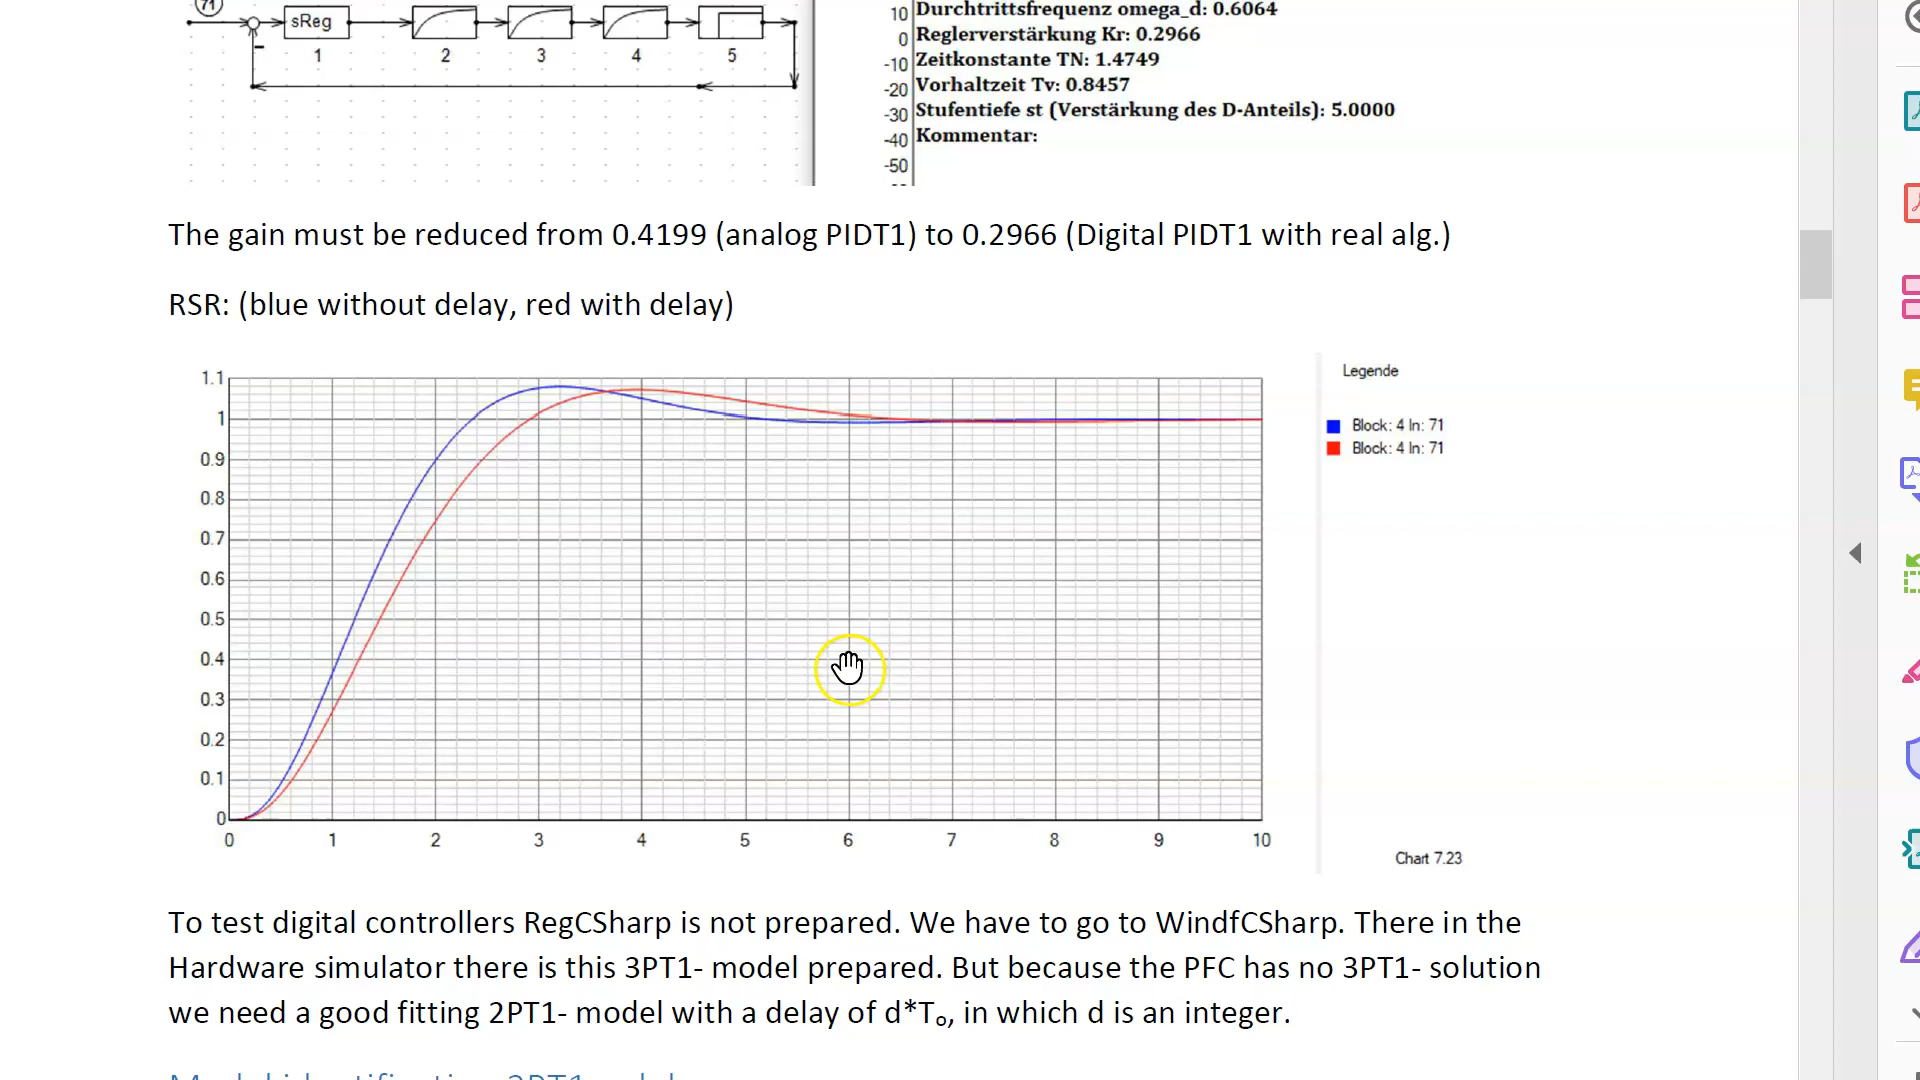 71
sReg
1 2 3 4 5
10 Durchtrittsfrequenz omega_d: 0.6064
0 Reglerverstärkung Kr: 0.2966
-10 Zeitkonstante TN: 1.4749
-20 Vorhaltzeit Tv: 0.8457
-30 Stufentiefe st (Verstärkung des D-Anteils): 5.0000
-40 Kommentar:
-50
The gain must be reduced from 0.4199 (analog PIDT1) to 0.2966 (Digital PIDT1 with real alg.)
RSR: (blue without delay, red with delay)
Legende
Block: 4 In: 71
Block: 4 In: 71
1.1
1
0.9
0.8
0.7
0.6
0.5
0.4
0.3
0.2
0.1
0
0 1 2 3 4 5 6 7 8 9 10
Chart 7.23
To test digital controllers RegCSharp is not prepared. We have to go to WindfCSharp. There in the
Hardware simulator there is this 3PT1- model prepared. But because the PFC has no 3PT1- solution
we need a good fitting 2PT1- model with a delay of d*Tₒ, in which d is an integer.